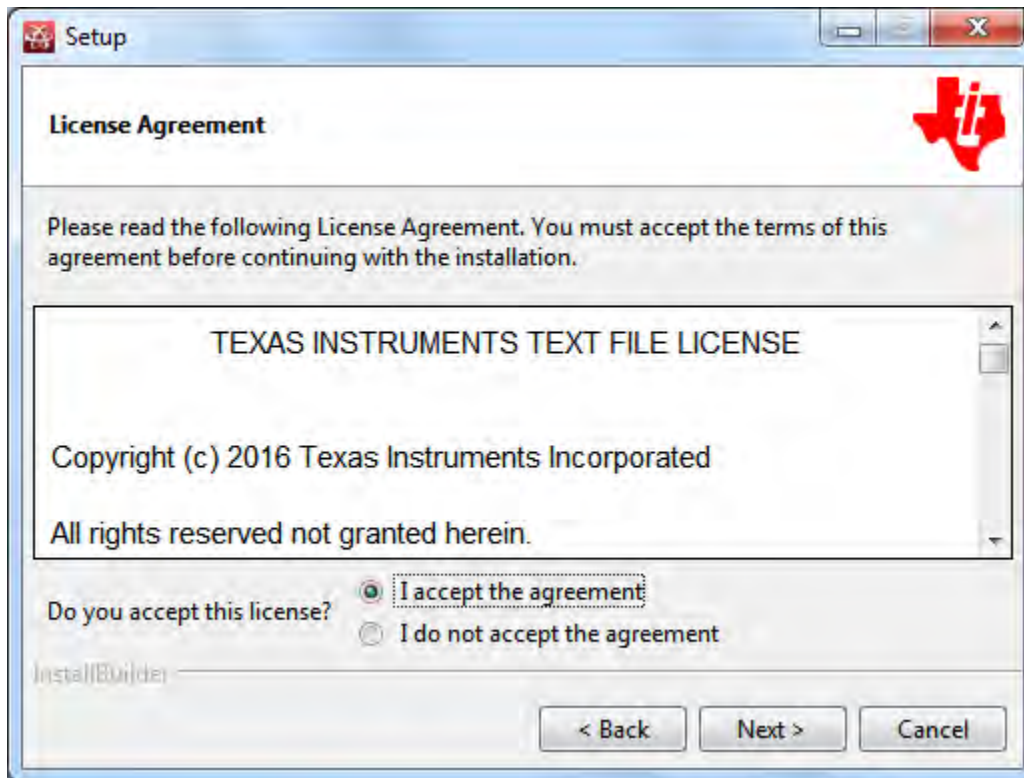 Setup
License Agreement
ti
Please read the following License Agreement. You must accept the terms of this
agreement before continuing with the installation.
TEXAS INSTRUMENTS TEXT FILE LICENSE
Copyright (c) 2016 Texas Instruments Incorporated
All rights reserved not granted herein.
Do you accept this license?
I accept the agreement
I do not accept the agreement
InstallBuilder
< Back
Next >
Cancel